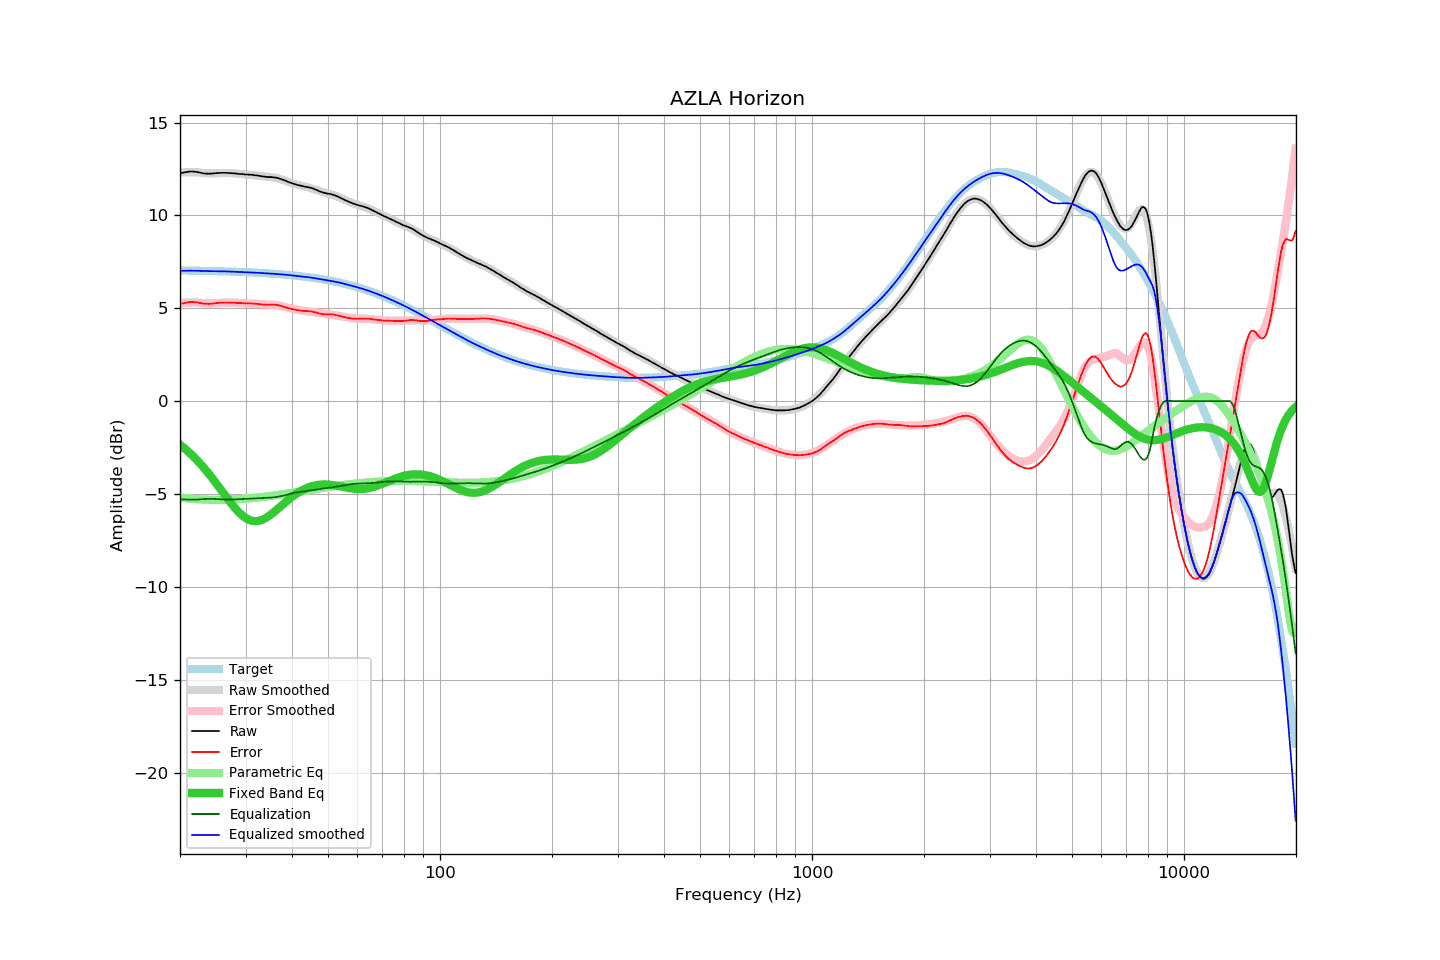 AZLA Horizon
15
10
5
0
−5
−10
−15
−20
Amplitude (dBr)
Target
Raw Smoothed
Error Smoothed
Raw
Error
Parametric Eq
Fixed Band Eq
Equalization
Equalized smoothed
100
1000
10000
Frequency (Hz)